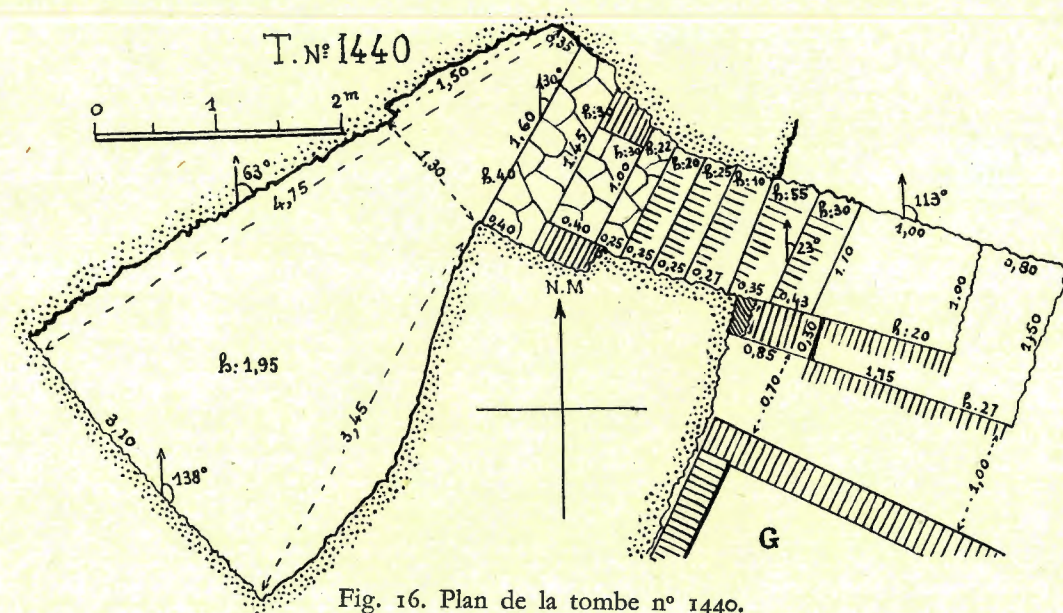 T. Nº 1440
0 1 2ᵐ
0,35
1,50
130°
1,60
h:30
1,30
63°
4,75
h:40
1.45
h:30
1.00
h:22
h:20
h:25
h:10
h:55
h:30
113°
1,00
0,80
23°
1.10
1.00
1,50
0,40
0,40
0,25
0,25
0,25
0,27
0,35
0,43
N.M
h:1,95
h:20
0,30
0,85
1,75
h.27
0,70
3,45
3,10
138°
1,00
G
Fig. 16. Plan de la tombe nº 1440.